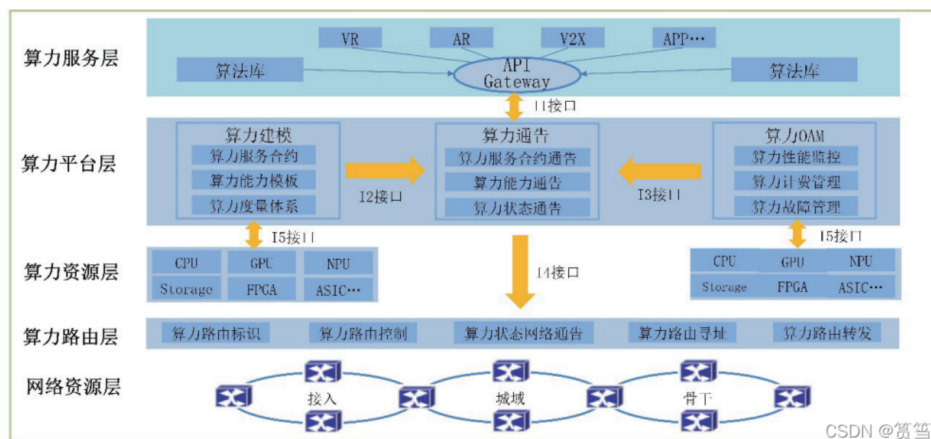 算力服务层
VR
AR
V2X
APP…
算法库
API
Gateway
算法库
I1接口
算力平台层
算力建模
算力服务合约
算力能力模板
算力度量体系
I2接口
算力通告
算力服务合约通告
算力能力通告
算力状态通告
I3接口
算力OAM
算力性能监控
算力计费管理
算力故障管理
I5接口
I4接口
I5接口
算力资源层
CPU
GPU
NPU
Storage
FPGA
ASIC…
CPU
GPU
NPU
Storage
FPGA
ASIC…
算力路由层
算力路由标识
算力路由控制
算力状态网络通告
算力路由寻址
算力路由转发
网络资源层
接入
城域
骨干
CSDN @筼筜